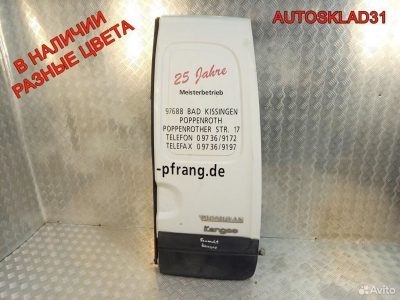 AUTOSKLAD31
В НАЛИЧИИ
РАЗНЫЕ ЦВЕТА
25 Jahre
Meisterbetrieb
97688 BAD KISSINGEN
POPPENROTH
POPPENROTHER STR. 17
TELEFON 09736/9172
TELEFAX 09736/9197
-pfrang.de
Kangoo
Avito